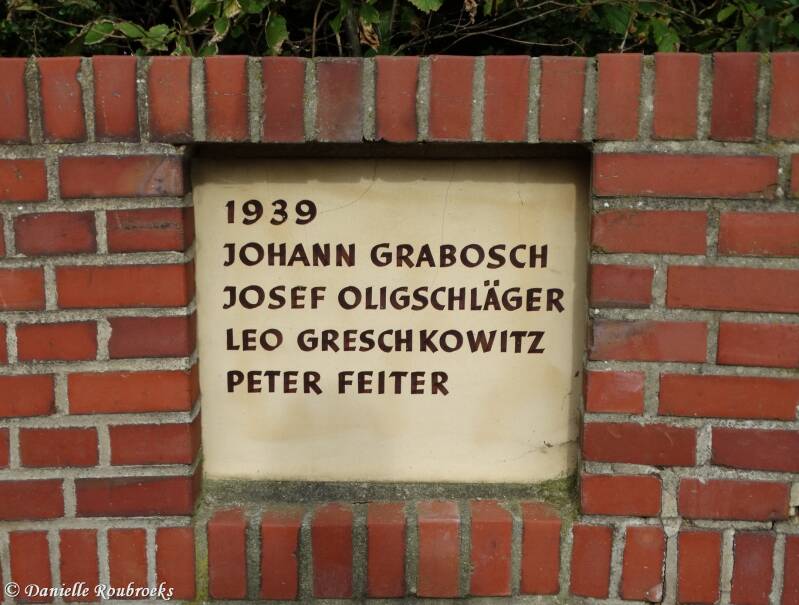 1939
JOHANN GRABOSCH
JOSEF OLIGSCHLÄGER
LEO GRESCHKOWITZ
PETER FEITER
© Danielle Roubroeks